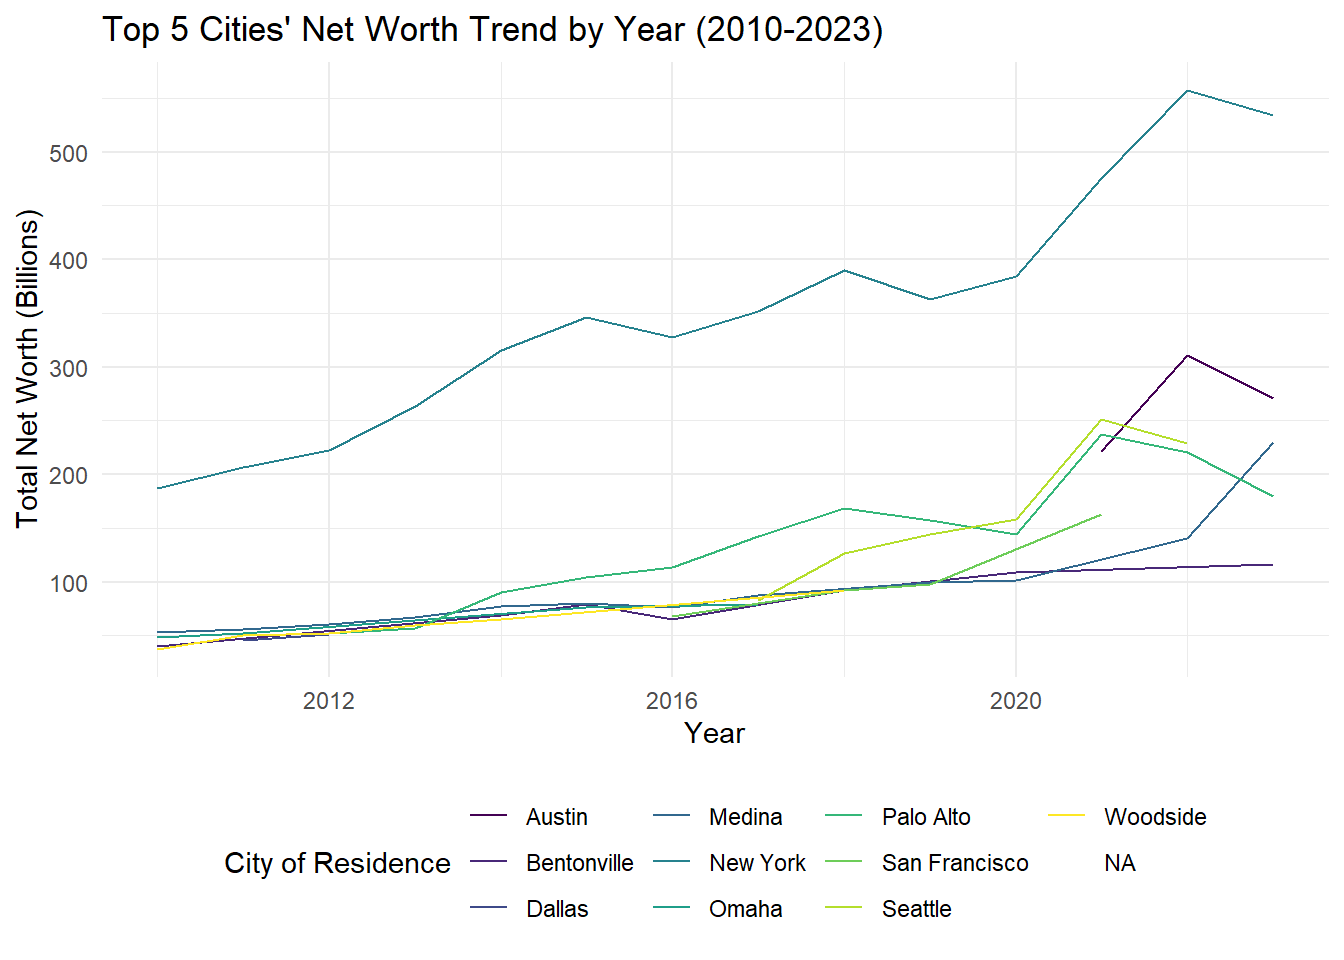 Top 5 Cities' Net Worth Trend by Year (2010-2023)
Total Net Worth (Billions)
500
400
300
200
100
2012 2016 2020
Year
City of Residence
Austin Medina Palo Alto Woodside
Bentonville New York San Francisco NA
Dallas Omaha Seattle